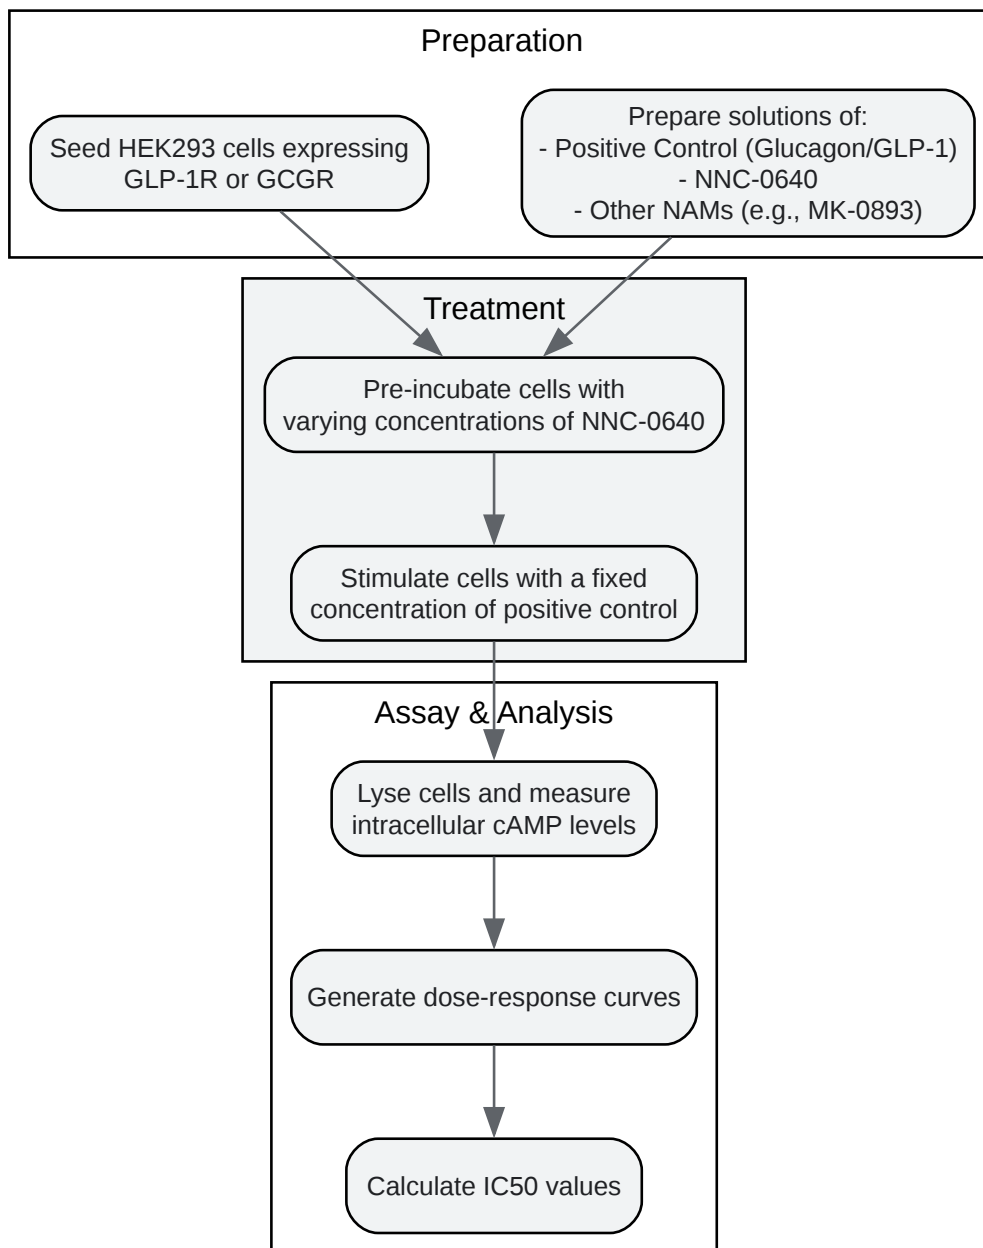 Preparation
Seed HEK293 cells expressing
GLP-1R or GCGR
Prepare solutions of:
- Positive Control (Glucagon/GLP-1)
- NNC-0640
- Other NAMs (e.g., MK-0893)
Treatment
Pre-incubate cells with
varying concentrations of NNC-0640
Stimulate cells with a fixed
concentration of positive control
Assay & Analysis
Lyse cells and measure
intracellular cAMP levels
Generate dose-response curves
Calculate IC50 values